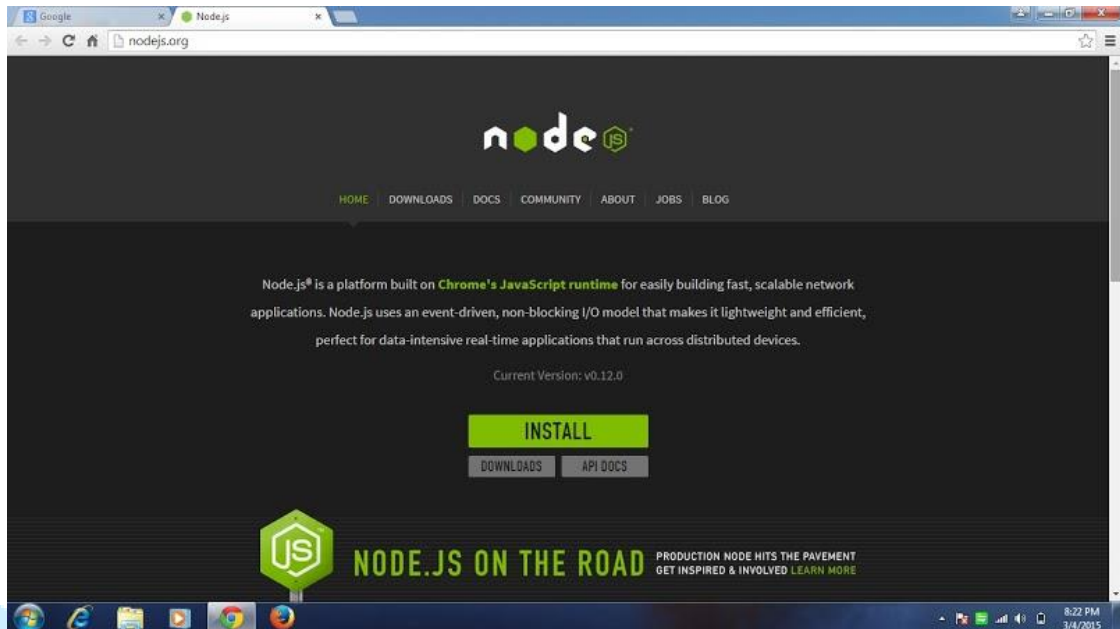 Google
Node.js
nodejs.org
node JS
HOME DOWNLOADS DOCS COMMUNITY ABOUT JOBS BLOG
Node.js® is a platform built on Chrome's JavaScript runtime for easily building fast, scalable network
applications. Node.js uses an event-driven, non-blocking I/O model that makes it lightweight and efficient,
perfect for data-intensive real-time applications that run across distributed devices.
Current Version: v0.12.0
INSTALL
DOWNLOADS API DOCS
JS
NODE.JS ON THE ROAD
PRODUCTION NODE HITS THE PAVEMENT
GET INSPIRED & INVOLVED LEARN MORE
8:22 PM
3/4/2015